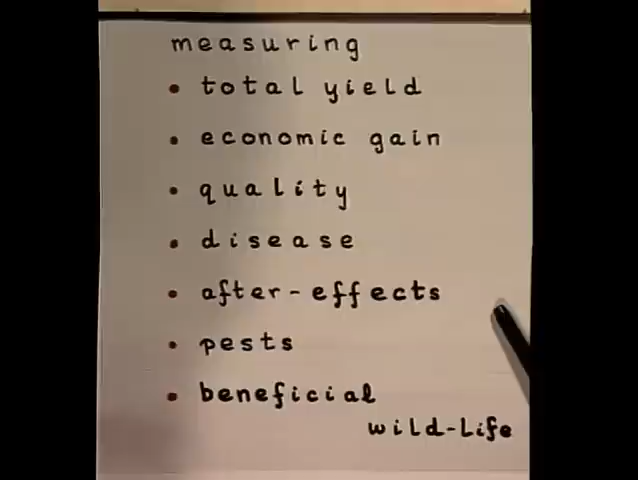 measuring
• total yield
• economic gain
• quality
• disease
• after-effects
• pests
• beneficial
wild-life